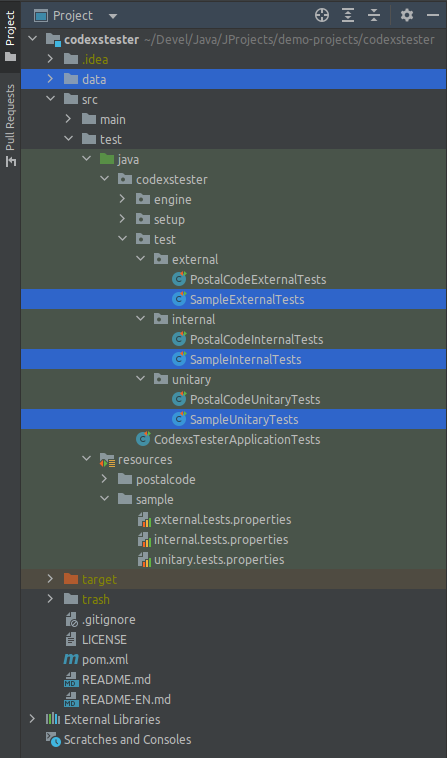 Project
Project
Pull Requests
codexstester ~/Devel/Java/JProjects/demo-projects/codexstester
.idea
data
src
main
test
java
codexstester
engine
setup
test
external
PostalCodeExternalTests
SampleExternalTests
internal
PostalCodeInternalTests
SampleInternalTests
unitary
PostalCodeUnitaryTests
SampleUnitaryTests
CodexsTesterApplicationTests
resources
postalcode
sample
external.tests.properties
internal.tests.properties
unitary.tests.properties
target
trash
.gitignore
LICENSE
pom.xml
README.md
README-EN.md
External Libraries
Scratches and Consoles